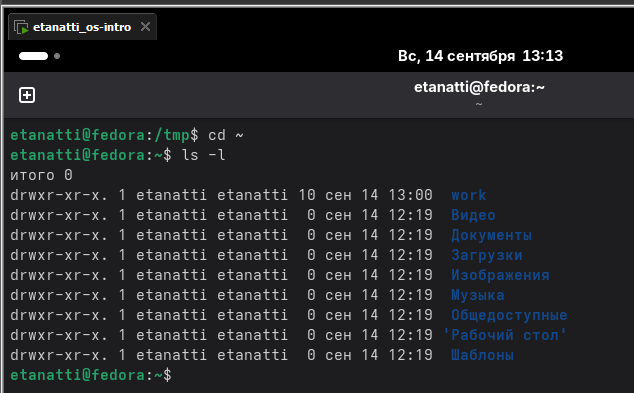 etanatti_os-intro
Вс, 14 сентября 13:13
etanatti@fedora:~
~
etanatti@fedora:/tmp$ cd ~
etanatti@fedora:~$ ls -l
итого 0
drwxr-xr-x. 1 etanatti etanatti 10 сен 14 13:00  work
drwxr-xr-x. 1 etanatti etanatti  0 сен 14 12:19  Видео
drwxr-xr-x. 1 etanatti etanatti  0 сен 14 12:19  Документы
drwxr-xr-x. 1 etanatti etanatti  0 сен 14 12:19  Загрузки
drwxr-xr-x. 1 etanatti etanatti  0 сен 14 12:19  Изображения
drwxr-xr-x. 1 etanatti etanatti  0 сен 14 12:19  Музыка
drwxr-xr-x. 1 etanatti etanatti  0 сен 14 12:19  Общедоступные
drwxr-xr-x. 1 etanatti etanatti  0 сен 14 12:19 'Рабочий стол'
drwxr-xr-x. 1 etanatti etanatti  0 сен 14 12:19  Шаблоны
etanatti@fedora:~$